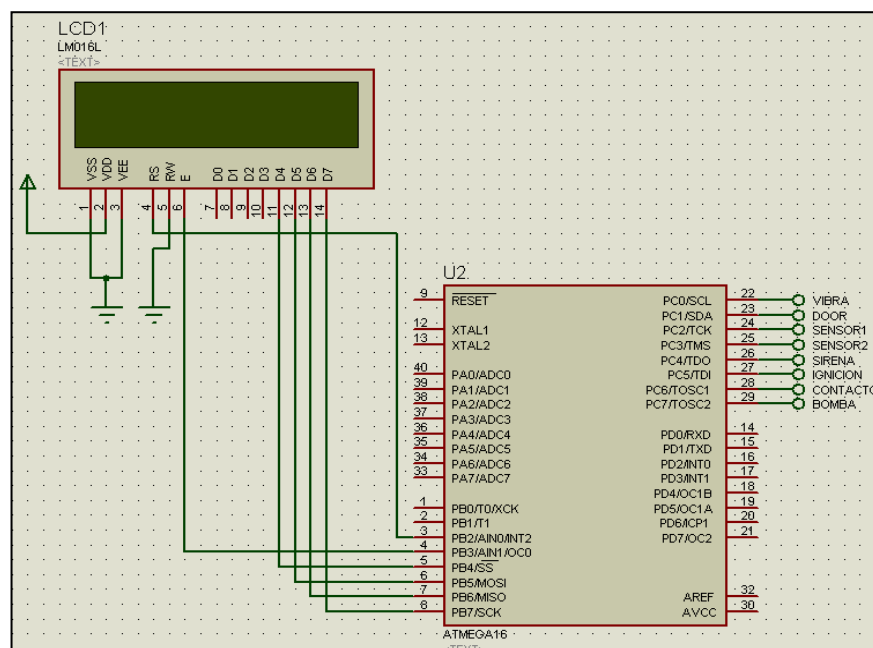 LCD1
LM016L
<TEXT>
VSS VDD VEE RS RW E D0 D1 D2 D3 D4 D5 D6 D7
1 2 3 4 5 6 7 8 9 10 11 12 13 14
U2
9 RESET PC0/SCL 22 VIBRA
PC1/SDA 23 DOOR
12 XTAL1 PC2/TCK 24 SENSOR1
13 XTAL2 PC3/TMS 25 SENSOR2
PC4/TDO 26 SIRENA
40 PA0/ADC0 PC5/TDI 27 IGNICION
39 PA1/ADC1 PC6/TOSC1 28 CONTACTO
38 PA2/ADC2 PC7/TOSC2 29 BOMBA
37 PA3/ADC3
36 PA4/ADC4 PD0/RXD 14
35 PA5/ADC5 PD1/TXD 15
34 PA6/ADC6 PD2/INT0 16
33 PA7/ADC7 PD3/INT1 17
PD4/OC1B 18
1 PB0/T0/XCK PD5/OC1A 19
2 PB1/T1 PD6/ICP1 20
3 PB2/AIN0/INT2 PD7/OC2 21
4 PB3/AIN1/OC0
5 PB4/SS
6 PB5/MOSI
7 PB6/MISO AREF 32
8 PB7/SCK AVCC 30
ATMEGA16
<TEXT>